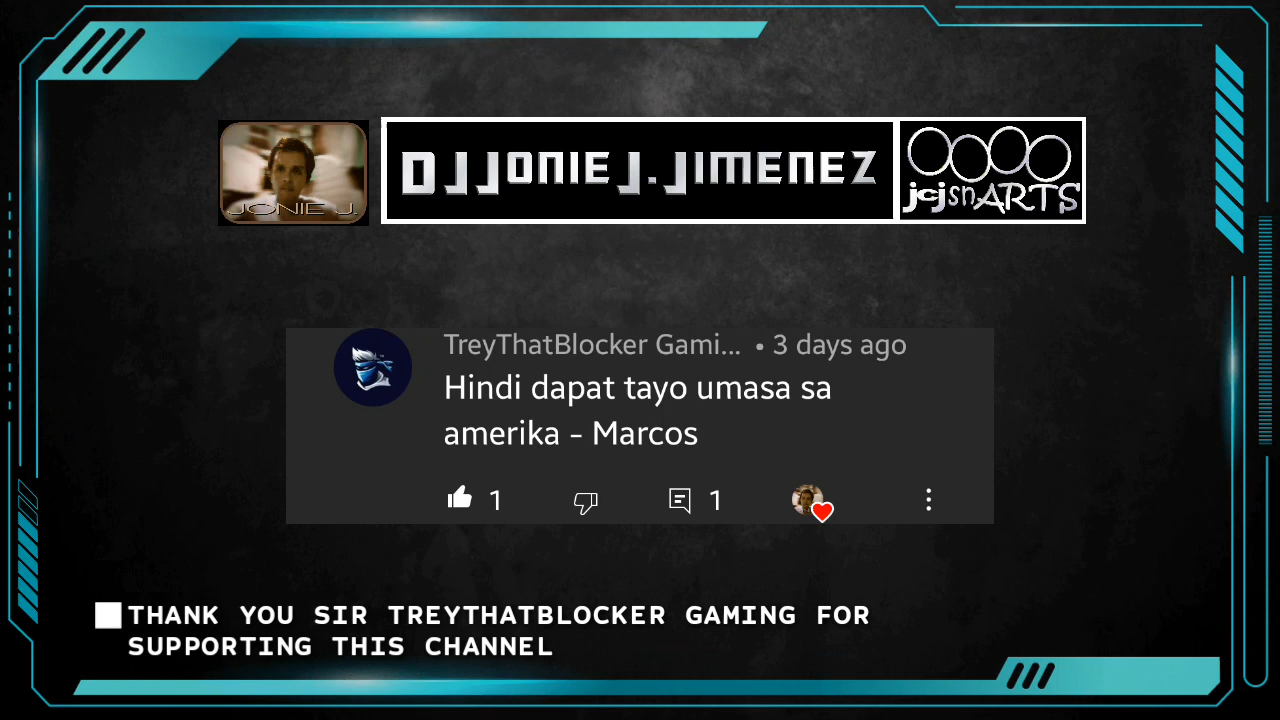 JONIE J.
DJ JONIE J. JIMENEZ
jcjsnARTS
TreyThatBlocker Gami... • 3 days ago
Hindi dapat tayo umasa sa
amerika - Marcos
1 1
THANK YOU SIR TREYTHATBLOCKER GAMING FOR
SUPPORTING THIS CHANNEL